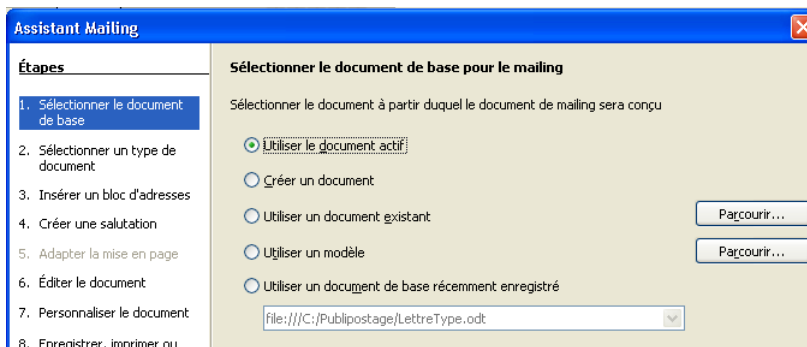 Assistant Mailing
Étapes
1. Sélectionner le document
de base
2. Sélectionner un type de
document
3. Insérer un bloc d'adresses
4. Créer une salutation
5. Adapter la mise en page
6. Éditer le document
7. Personnaliser le document
8. Enregistrer, imprimer ou
Sélectionner le document de base pour le mailing
Sélectionner le document à partir duquel le document de mailing sera conçu
Utiliser le document actif
Créer un document
Utiliser un document existant
Parcourir...
Utiliser un modèle
Parcourir...
Utiliser un document de base récemment enregistré
file:///C:/Publipostage/LettreType.odt